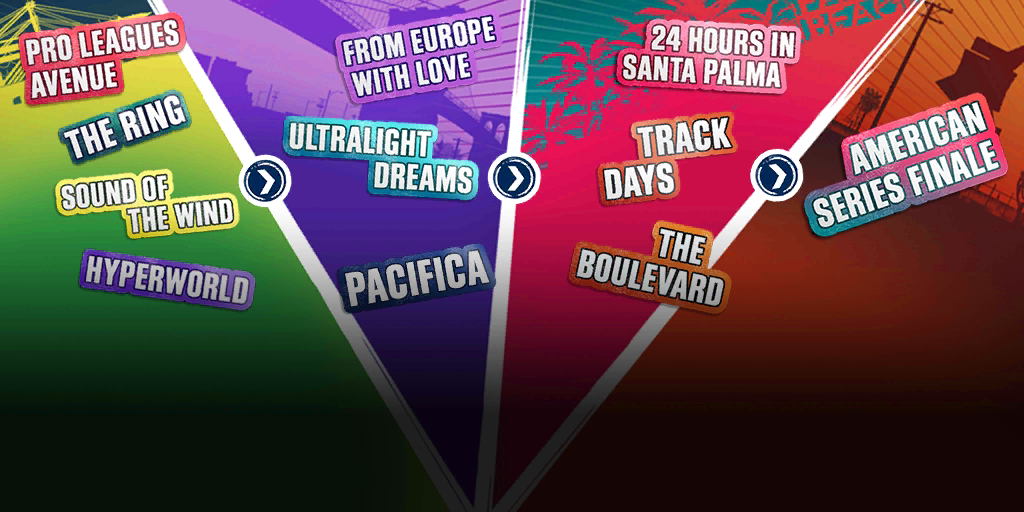 PRO LEAGUES
AVENUE
THE RING
SOUND OF
THE WIND
HYPERWORLD
FROM EUROPE
WITH LOVE
ULTRALIGHT
DREAMS
PACIFICA
24 HOURS IN
SANTA PALMA
TRACK
DAYS
THE
BOULEVARD
AMERICAN
SERIES FINALE